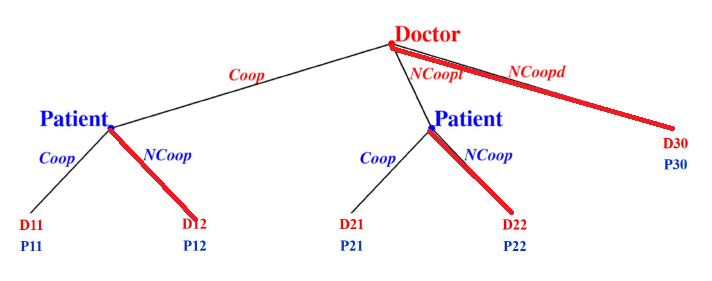 Doctor
Coop
NCoopl
NCoopd
Patient
Patient
Coop
NCoop
Coop
NCoop
D30
P30
D11
D12
D21
D22
P11
P12
P21
P22